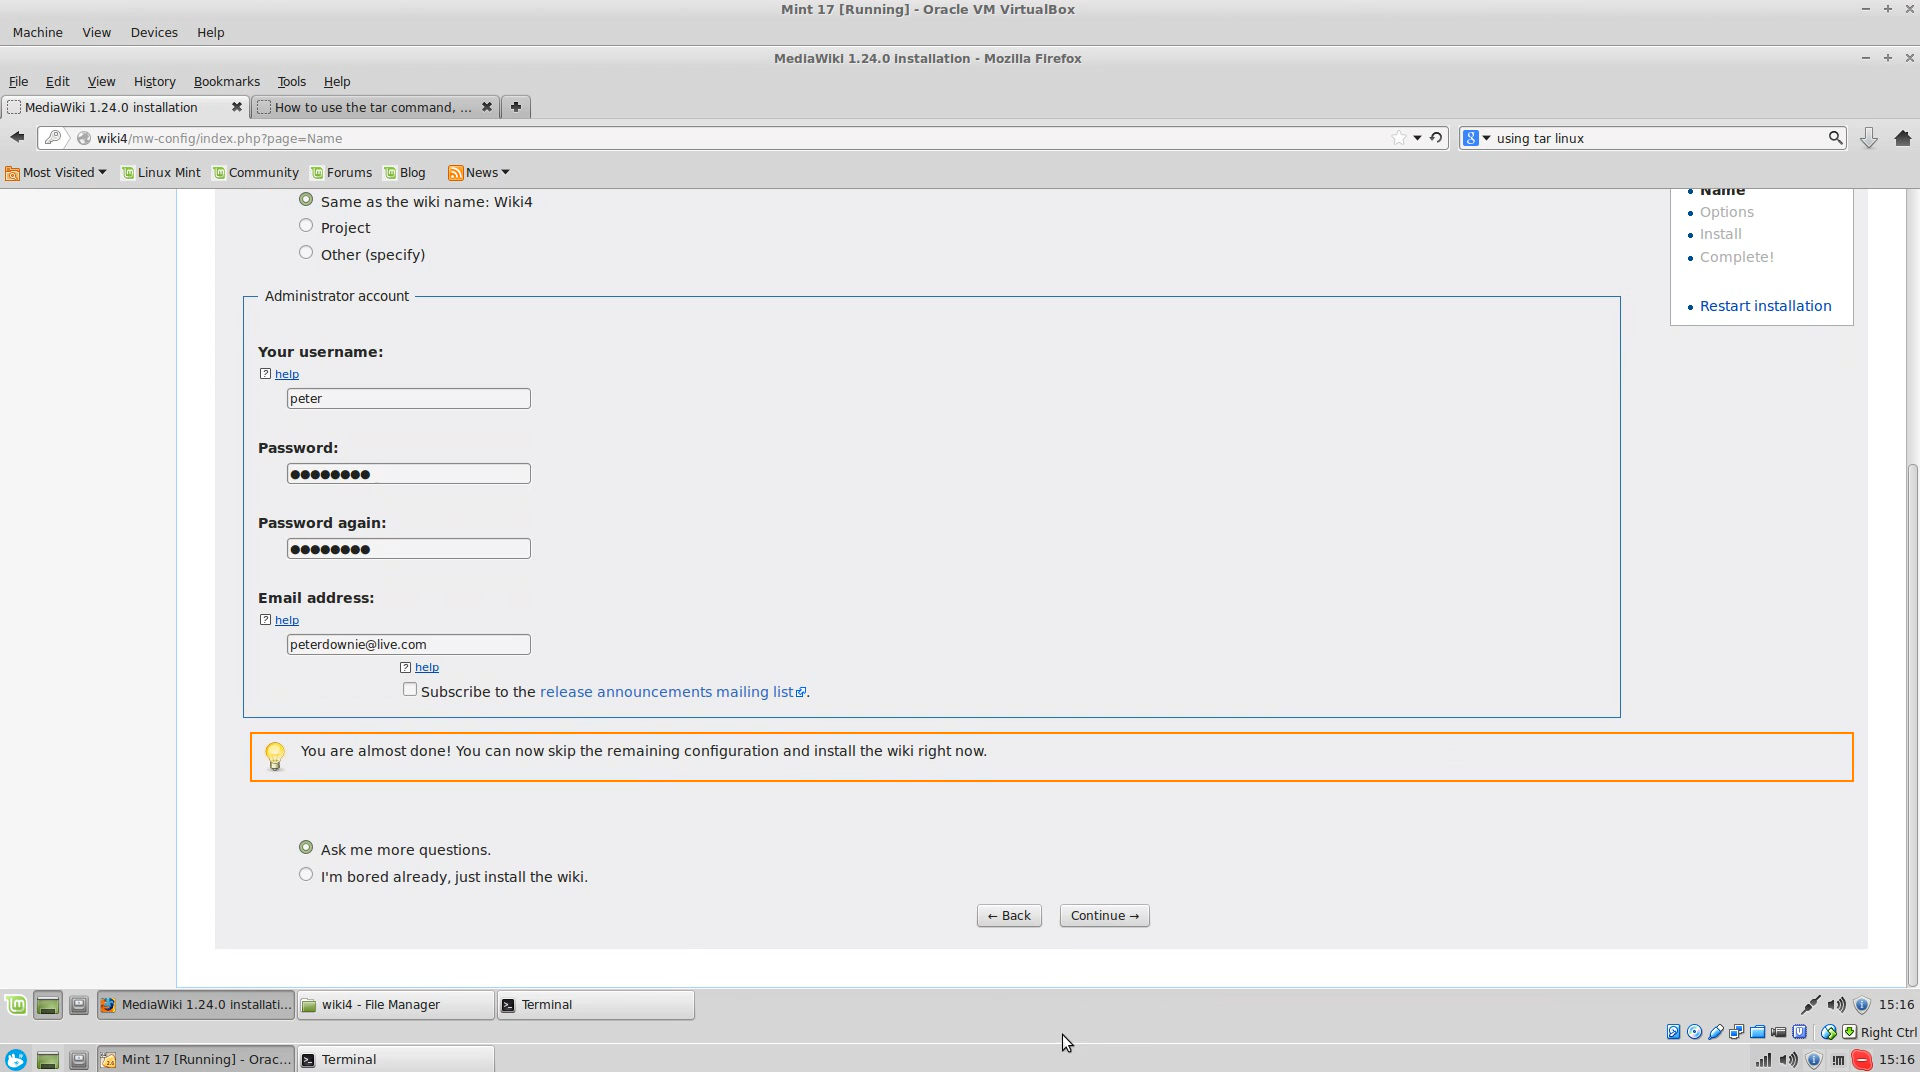 Mint 17 [Running] - Oracle VM VirtualBox
Machine View Devices Help
MediaWiki 1.24.0 installation - Mozilla Firefox
File Edit View History Bookmarks Tools Help
MediaWiki 1.24.0 installation How to use the tar command, ...
wiki4/mw-config/index.php?page=Name using tar linux
Most Visited Linux Mint Community Forums Blog News
Same as the wiki name: Wiki4
Project
Other (specify)
Name
Options
Install
Complete!
Restart installation
Administrator account
Your username:
help
peter
Password:
●●●●●●●●
Password again:
●●●●●●●●
Email address:
help
peterdownie@live.com
help
Subscribe to the release announcements mailing list.
You are almost done! You can now skip the remaining configuration and install the wiki right now.
Ask me more questions.
I'm bored already, just install the wiki.
← Back Continue →
MediaWiki 1.24.0 installati... wiki4 - File Manager Terminal 15:16
Right Ctrl
Mint 17 [Running] - Orac... Terminal 15:16